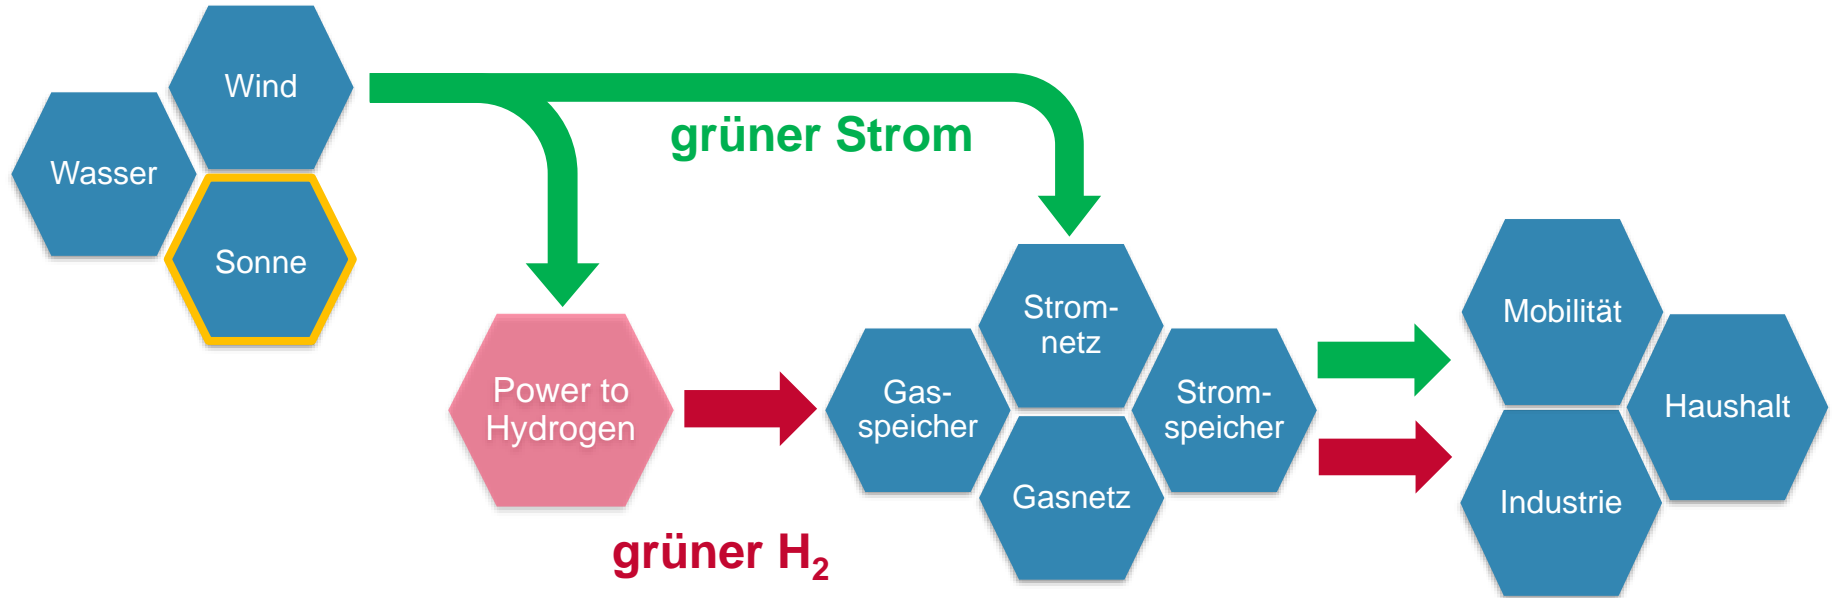 Wind
Wasser
Sonne
grüner Strom
Power to
Hydrogen
grüner H₂
Strom-
netz
Gas-
speicher
Strom-
speicher
Gasnetz
Mobilität
Haushalt
Industrie